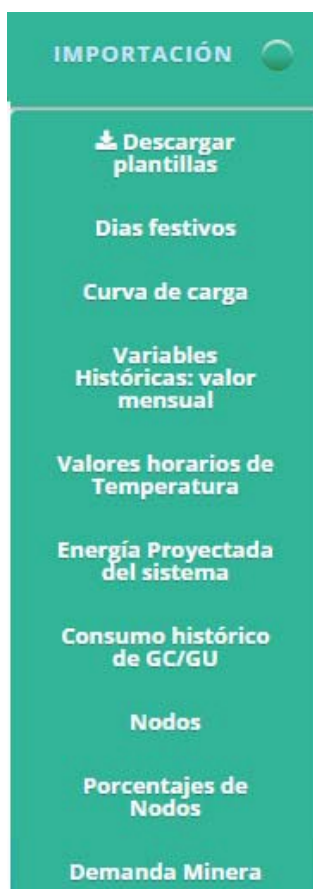 IMPORTACIÓN
Descargar
plantillas
Dias festivos
Curva de carga
Variables
Históricas: valor
mensual
Valores horarios de
Temperatura
Energía Proyectada
del sistema
Consumo histórico
de GC/GU
Nodos
Porcentajes de
Nodos
Demanda Minera